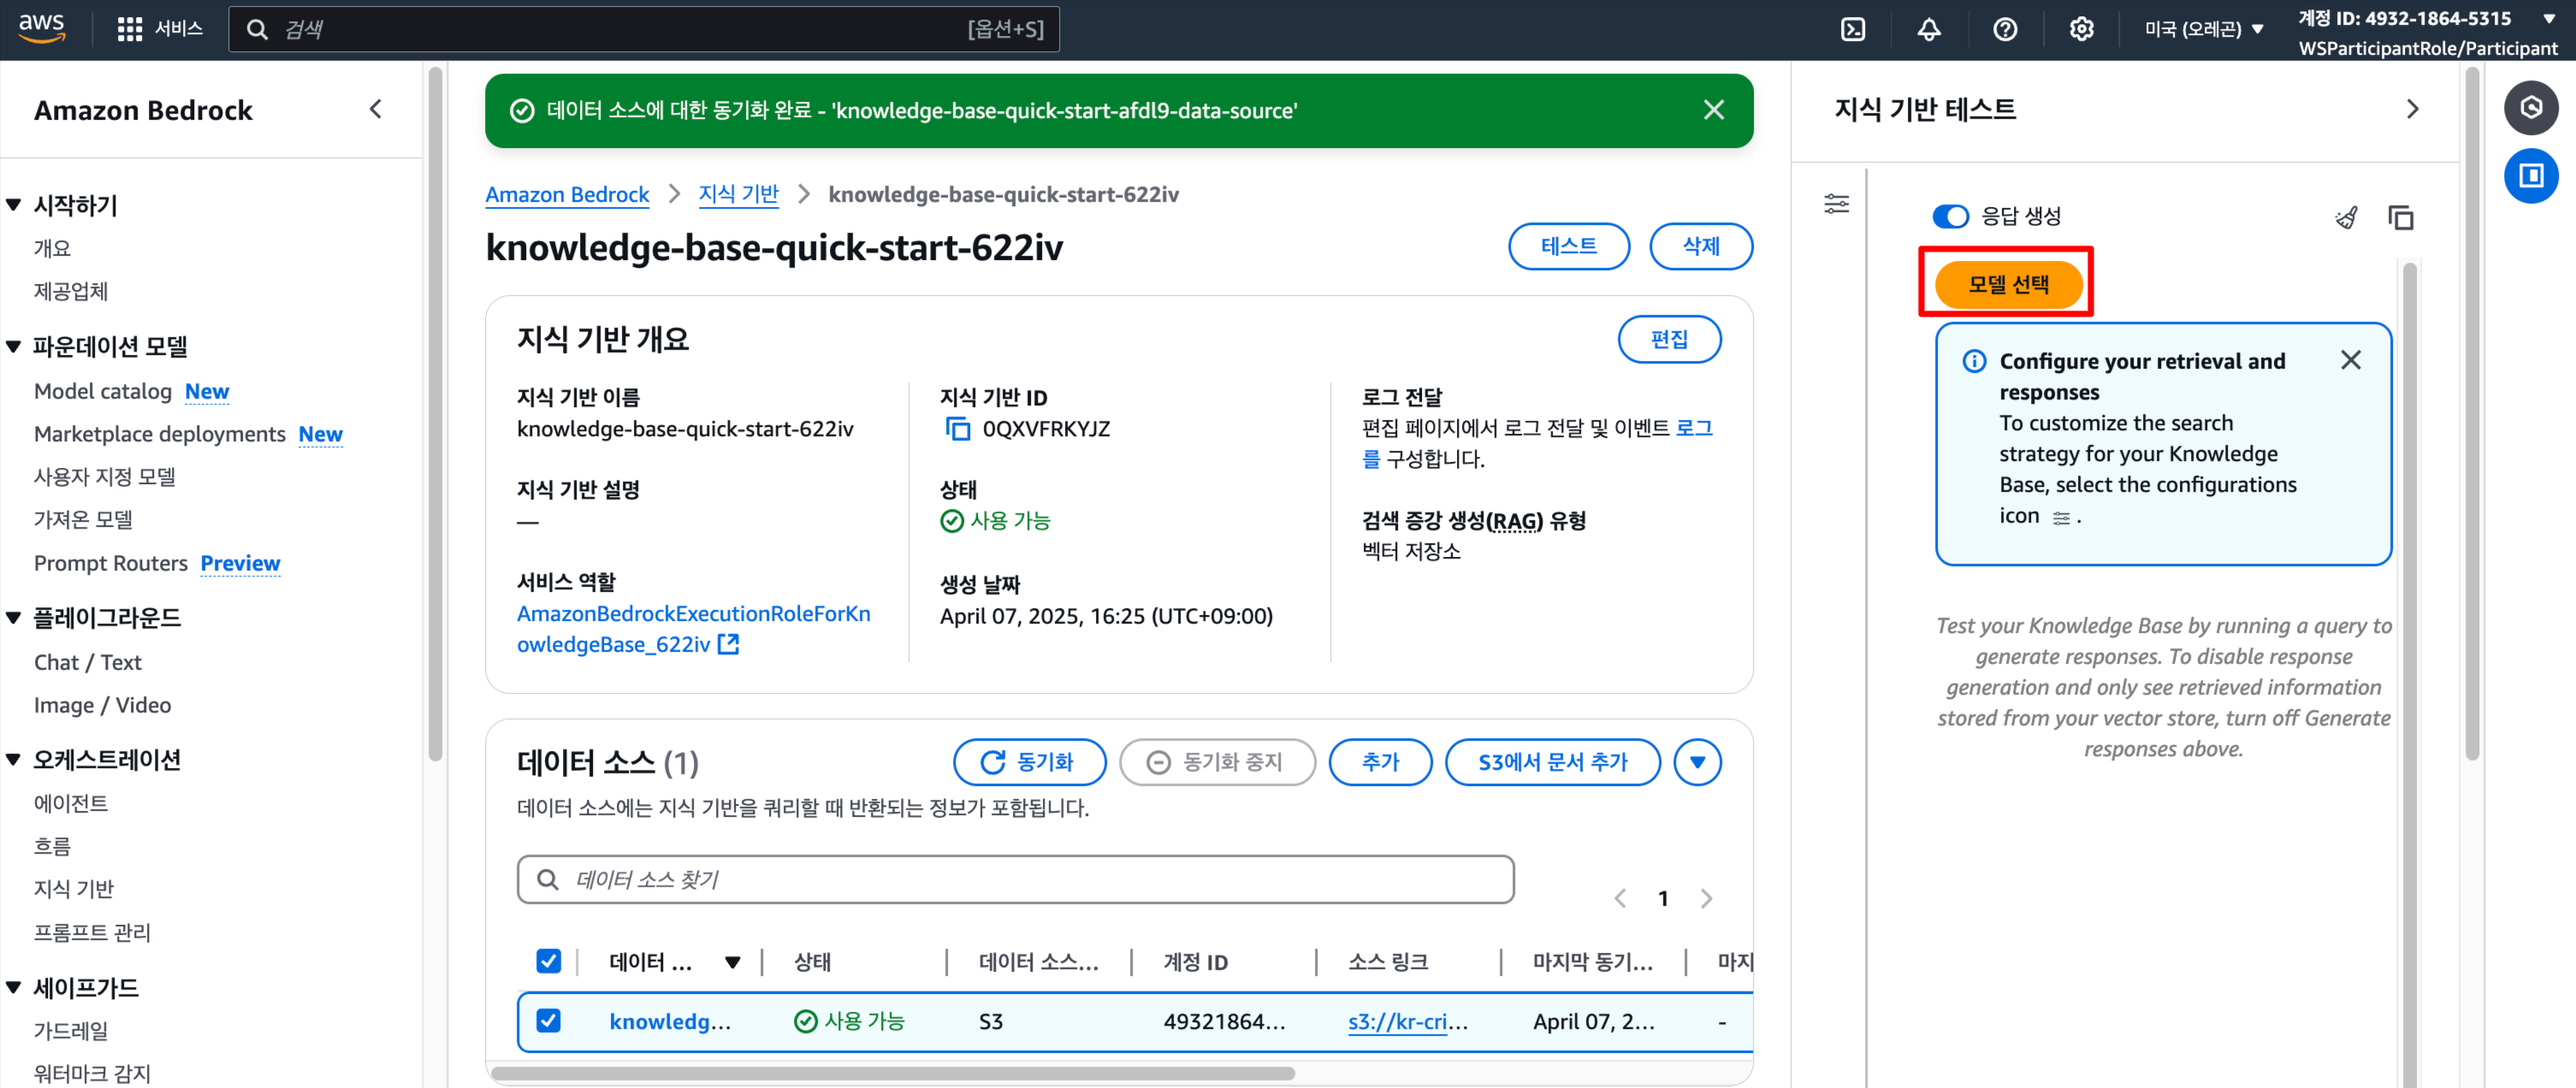 aws
서비스
검색
[옵션+S]
미국 (오레곤)
계정 ID: 4932-1864-5315
WSParticipantRole/Participant
Amazon Bedrock
시작하기
개요
제공업체
파운데이션 모델
Model catalog New
Marketplace deployments New
사용자 지정 모델
가져온 모델
Prompt Routers Preview
플레이그라운드
Chat / Text
Image / Video
오케스트레이션
에이전트
흐름
지식 기반
프롬프트 관리
세이프가드
가드레일
워터마크 감지
데이터 소스에 대한 동기화 완료 - 'knowledge-base-quick-start-afdl9-data-source'
Amazon Bedrock
지식 기반
knowledge-base-quick-start-622iv
knowledge-base-quick-start-622iv
테스트
삭제
지식 기반 개요
편집
지식 기반 이름
knowledge-base-quick-start-622iv
지식 기반 설명
—
서비스 역할
AmazonBedrockExecutionRoleForKn
owledgeBase_622iv
지식 기반 ID
0QXVFRKYJZ
상태
사용 가능
생성 날짜
April 07, 2025, 16:25 (UTC+09:00)
로그 전달
편집 페이지에서 로그 전달 및 이벤트 로그
를 구성합니다.
검색 증강 생성(RAG) 유형
벡터 저장소
데이터 소스 (1)
동기화
동기화 중지
추가
S3에서 문서 추가
데이터 소스에는 지식 기반을 쿼리할 때 반환되는 정보가 포함됩니다.
데이터 소스 찾기
1
데이터 ...
상태
데이터 소스...
계정 ID
소스 링크
마지막 동기...
마지
knowledg...
사용 가능
S3
49321864...
s3://kr-cri...
April 07, 2...
-
지식 기반 테스트
응답 생성
모델 선택
Configure your retrieval and
responses
To customize the search
strategy for your Knowledge
Base, select the configurations
icon .
Test your Knowledge Base by running a query to
generate responses. To disable response
generation and only see retrieved information
stored from your vector store, turn off Generate
responses above.